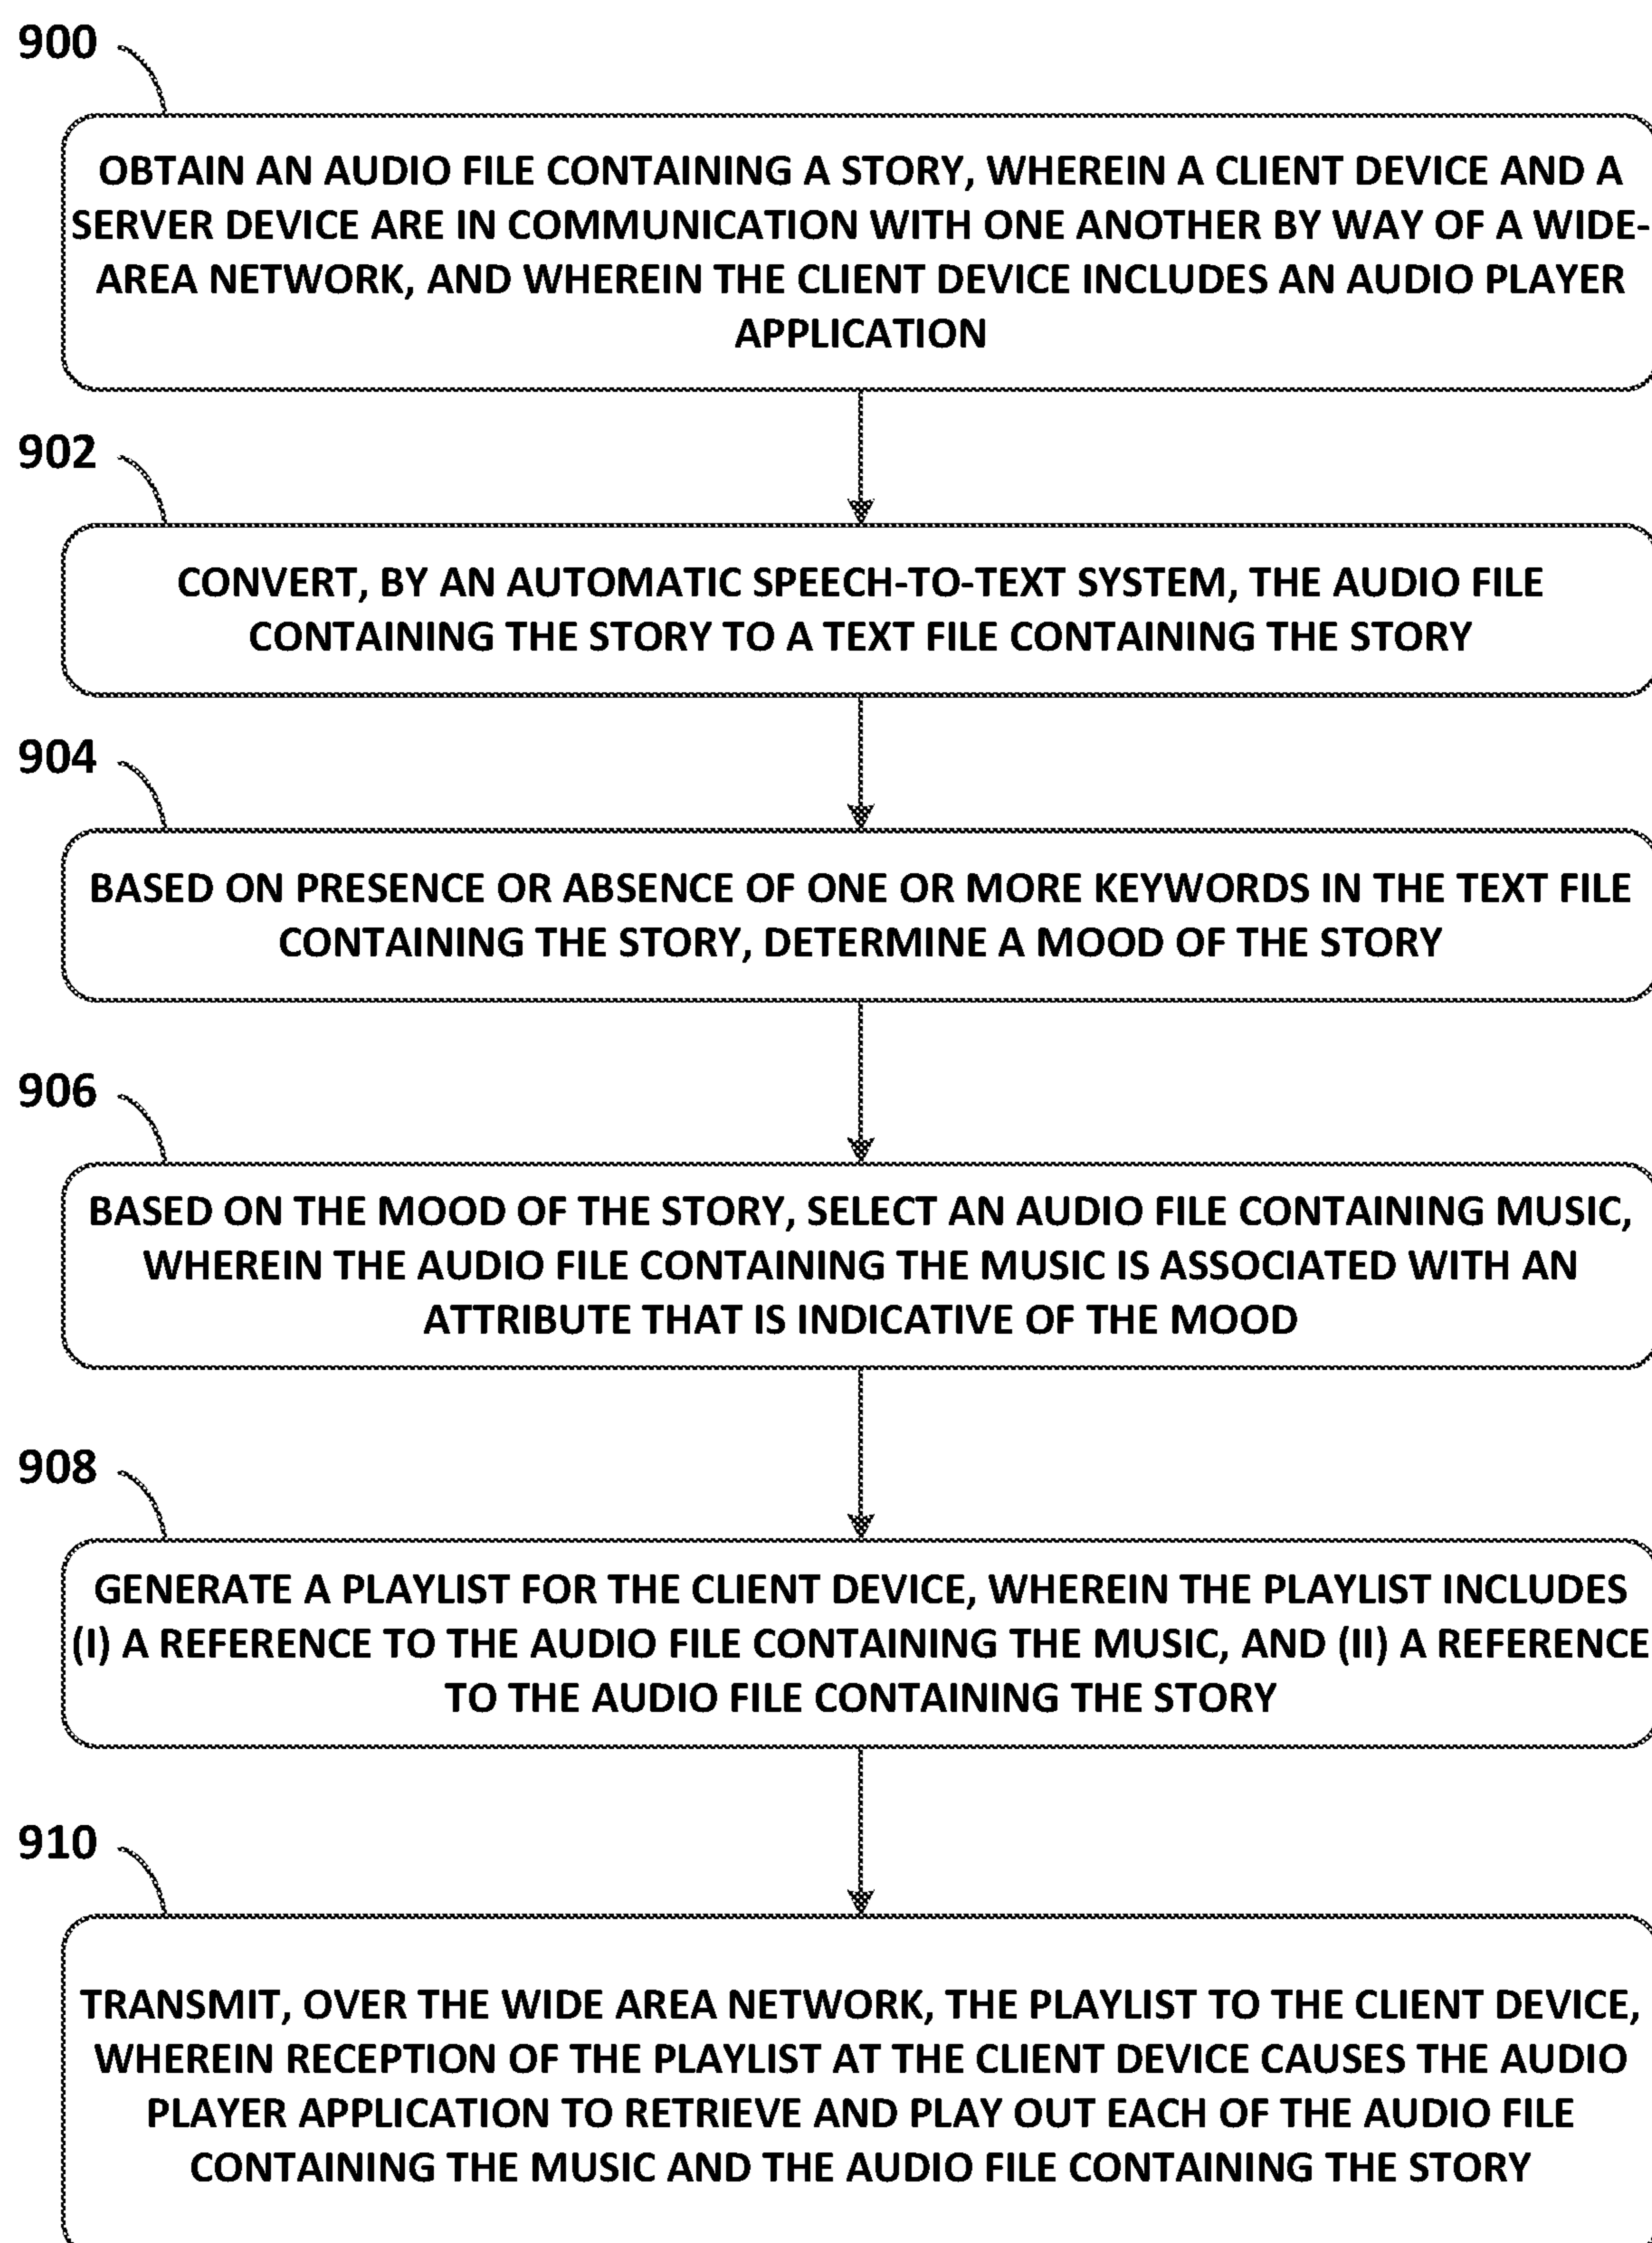 900
OBTAIN AN AUDIO FILE CONTAINING A STORY, WHEREIN A CLIENT DEVICE AND A
SERVER DEVICE ARE IN COMMUNICATION WITH ONE ANOTHER BY WAY OF A WIDE-
AREA NETWORK, AND WHEREIN THE CLIENT DEVICE INCLUDES AN AUDIO PLAYER
APPLICATION
902
CONVERT, BY AN AUTOMATIC SPEECH-TO-TEXT SYSTEM, THE AUDIO FILE
CONTAINING THE STORY TO A TEXT FILE CONTAINING THE STORY
904
BASED ON PRESENCE OR ABSENCE OF ONE OR MORE KEYWORDS IN THE TEXT FILE
CONTAINING THE STORY, DETERMINE A MOOD OF THE STORY
906
BASED ON THE MOOD OF THE STORY, SELECT AN AUDIO FILE CONTAINING MUSIC,
WHEREIN THE AUDIO FILE CONTAINING THE MUSIC IS ASSOCIATED WITH AN
ATTRIBUTE THAT IS INDICATIVE OF THE MOOD
908
GENERATE A PLAYLIST FOR THE CLIENT DEVICE, WHEREIN THE PLAYLIST INCLUDES
(I) A REFERENCE TO THE AUDIO FILE CONTAINING THE MUSIC, AND (II) A REFERENCE
TO THE AUDIO FILE CONTAINING THE STORY
910
TRANSMIT, OVER THE WIDE AREA NETWORK, THE PLAYLIST TO THE CLIENT DEVICE,
WHEREIN RECEPTION OF THE PLAYLIST AT THE CLIENT DEVICE CAUSES THE AUDIO
PLAYER APPLICATION TO RETRIEVE AND PLAY OUT EACH OF THE AUDIO FILE
CONTAINING THE MUSIC AND THE AUDIO FILE CONTAINING THE STORY